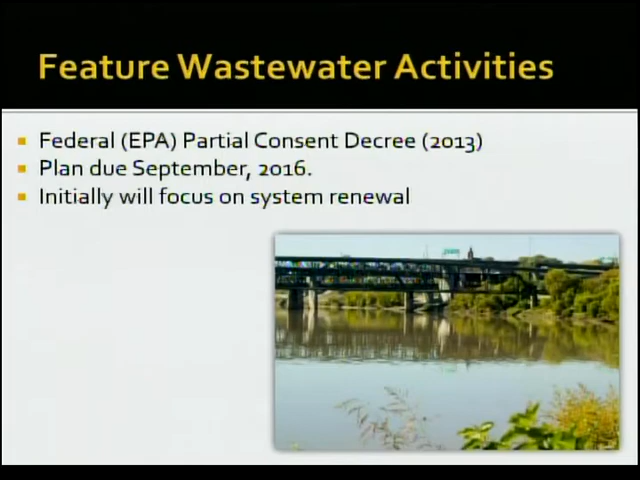 Feature Wastewater Activities
Federal (EPA) Partial Consent Decree (2013)
Plan due September, 2016.
Initially will focus on system renewal